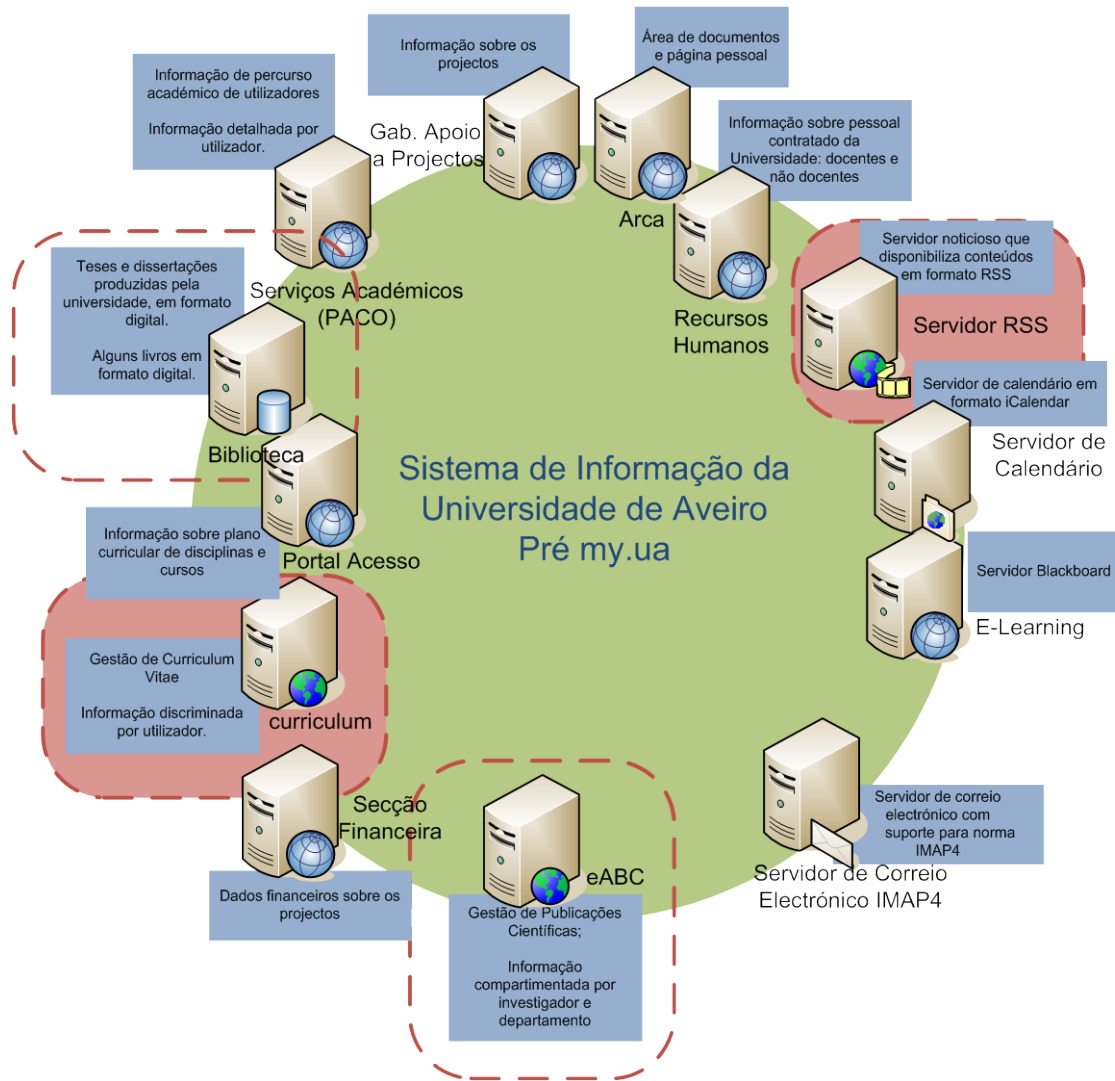 Informação sobre os
projectos
Área de documentos
e página pessoal
Informação de percurso
académico de utilizadores
Informação detalhada por
utilizador.
Gab. Apoio
a Projectos
Informação sobre pessoal
contratado da
Universidade: docentes e
não docentes
Arca
Servidor noticioso que
disponibiliza conteúdos
em formato RSS
Teses e dissertações
produzidas pela
universidade, em formato
digital.
Alguns livros em
formato digital.
Serviços Académicos
(PACO)
Recursos
Humanos
Servidor RSS
Servidor de calendário em
formato iCalendar
Servidor de
Calendário
Biblioteca
Sistema de Informação da
Universidade de Aveiro
Pré my.ua
Informação sobre plano
curricular de disciplinas e
cursos
Portal Acesso
Servidor Blackboard
E-Learning
Gestão de Curriculum
Vitae
Informação discriminada
por utilizador.
curriculum
Secção
Financeira
Servidor de correio
electrónico com
suporte para norma
IMAP4
Servidor de Correio
Electrónico IMAP4
eABC
Dados financeiros sobre os
projectos
Gestão de Publicações
Científicas;
Informação
compartimentada por
investigador e
departamento